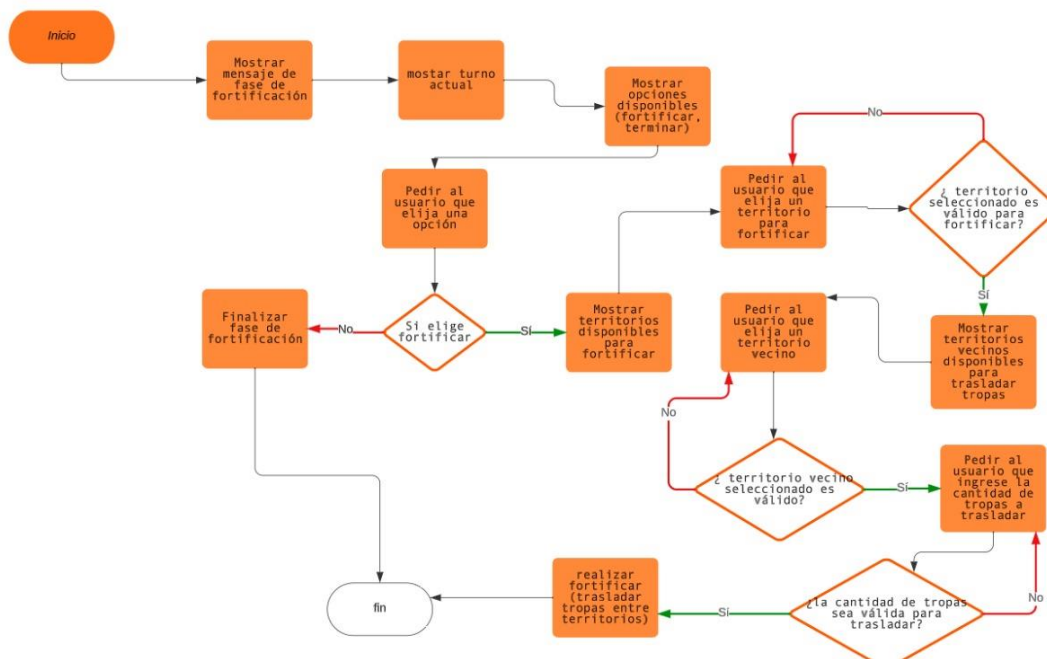 Inicio
Mostrar
mensaje de
fase de
fortificación
mostar turno
actual
Mostrar
opciones
disponibles
(fortificar,
terminar)
Pedir al
usuario que
elija una
opción
Si elige
fortificar
No
Finalizar
fase de
fortificación
Sí
Mostrar
territorios
disponibles
para
fortificar
Pedir al
usuario que
elija un
territorio
para
fortificar
¿ territorio
seleccionado es
válido para
fortificar?
No
Sí
Mostrar
territorios
vecinos
disponibles
para
trasladar
tropas
Pedir al
usuario que
elija un
territorio
vecino
¿ territorio vecino
seleccionado es
válido?
No
Sí
Pedir al
usuario que
ingrese la
cantidad de
tropas a
trasladar
¿la cantidad de tropas
sea válida para
trasladar?
No
Sí
realizar
fortificar
(trasladar
tropas entre
territorios)
fin